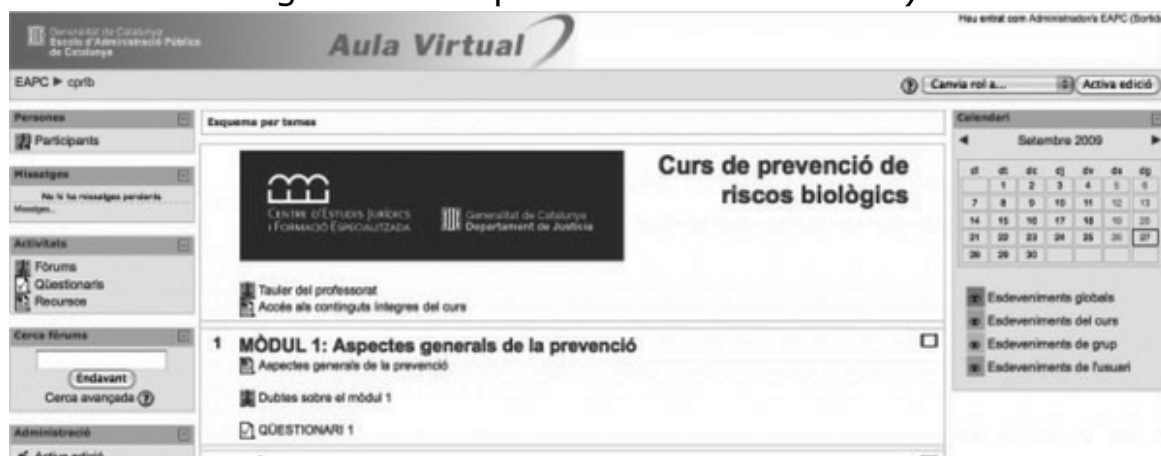 Generalitat de Catalunya
Escola d'Administració Pública
de Catalunya
Aula Virtual
Heu entrat com Administrador/a EAPC (Sortida
EAPC ► cprlb
Canvia rol a...
Activa edició
Persones
Participants
Missatges
No hi ha missatges pendents
Missatges...
Activitats
Fòrums
Qüestionaris
Recursos
Cerca fòrums
Endavant
Cerca avançada
Administració
Activa edició
Esquema per temes
CENTRE D'ESTUDIS JURÍDICS
I FORMACIÓ ESPECIALITZADA
Generalitat de Catalunya
Departament de Justícia
Curs de prevenció de
riscos biològics
Tauler del professorat
Accés als continguts íntegres del curs
1 MÒDUL 1: Aspectes generals de la prevenció
Aspectes generals de la prevenció
Dubtes sobre el mòdul 1
QÜESTIONARI 1
Calendari
◄ Setembre 2009 ►
dl dt dc dj dv ds dg
1 2 3 4 5 6
7 8 9 10 11 12 13
14 15 16 17 18 19 20
21 22 23 24 25 26 27
28 29 30
Esdeveniments globals
Esdeveniments del curs
Esdeveniments de grup
Esdeveniments de l'usuari